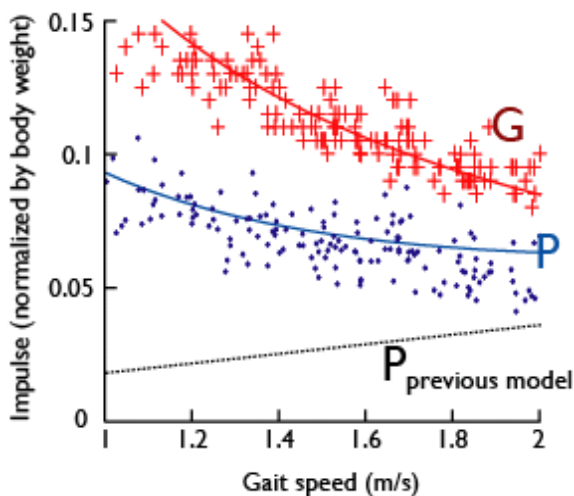 0.15
0.1
0.05
0
1
1.2
1.4
1.6
1.8
2
Impulse (normalized by body weight)
Gait speed (m/s)
G
P
P previous model